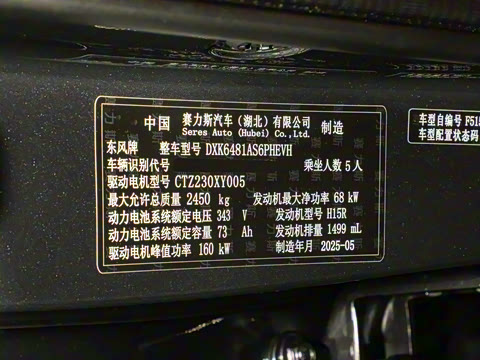 中国 赛力斯汽车（湖北）有限公司 制造
Seres Auto (Hubei) Co.,Ltd.
东风牌 整车型号 DXK6481AS6PHEVH
车辆识别代号 乘坐人数 5 人
驱动电机型号 CTZ230XY005
最大允许总质量 2450 kg 发动机最大净功率 68 kW
动力电池系统额定电压 343 V 发动机型号 H15R
动力电池系统额定容量 73 Ah 发动机排量 1499 mL
驱动电机峰值功率 160 kW 制造年月 2025-05
车型自编号 F515
车型配置状态码